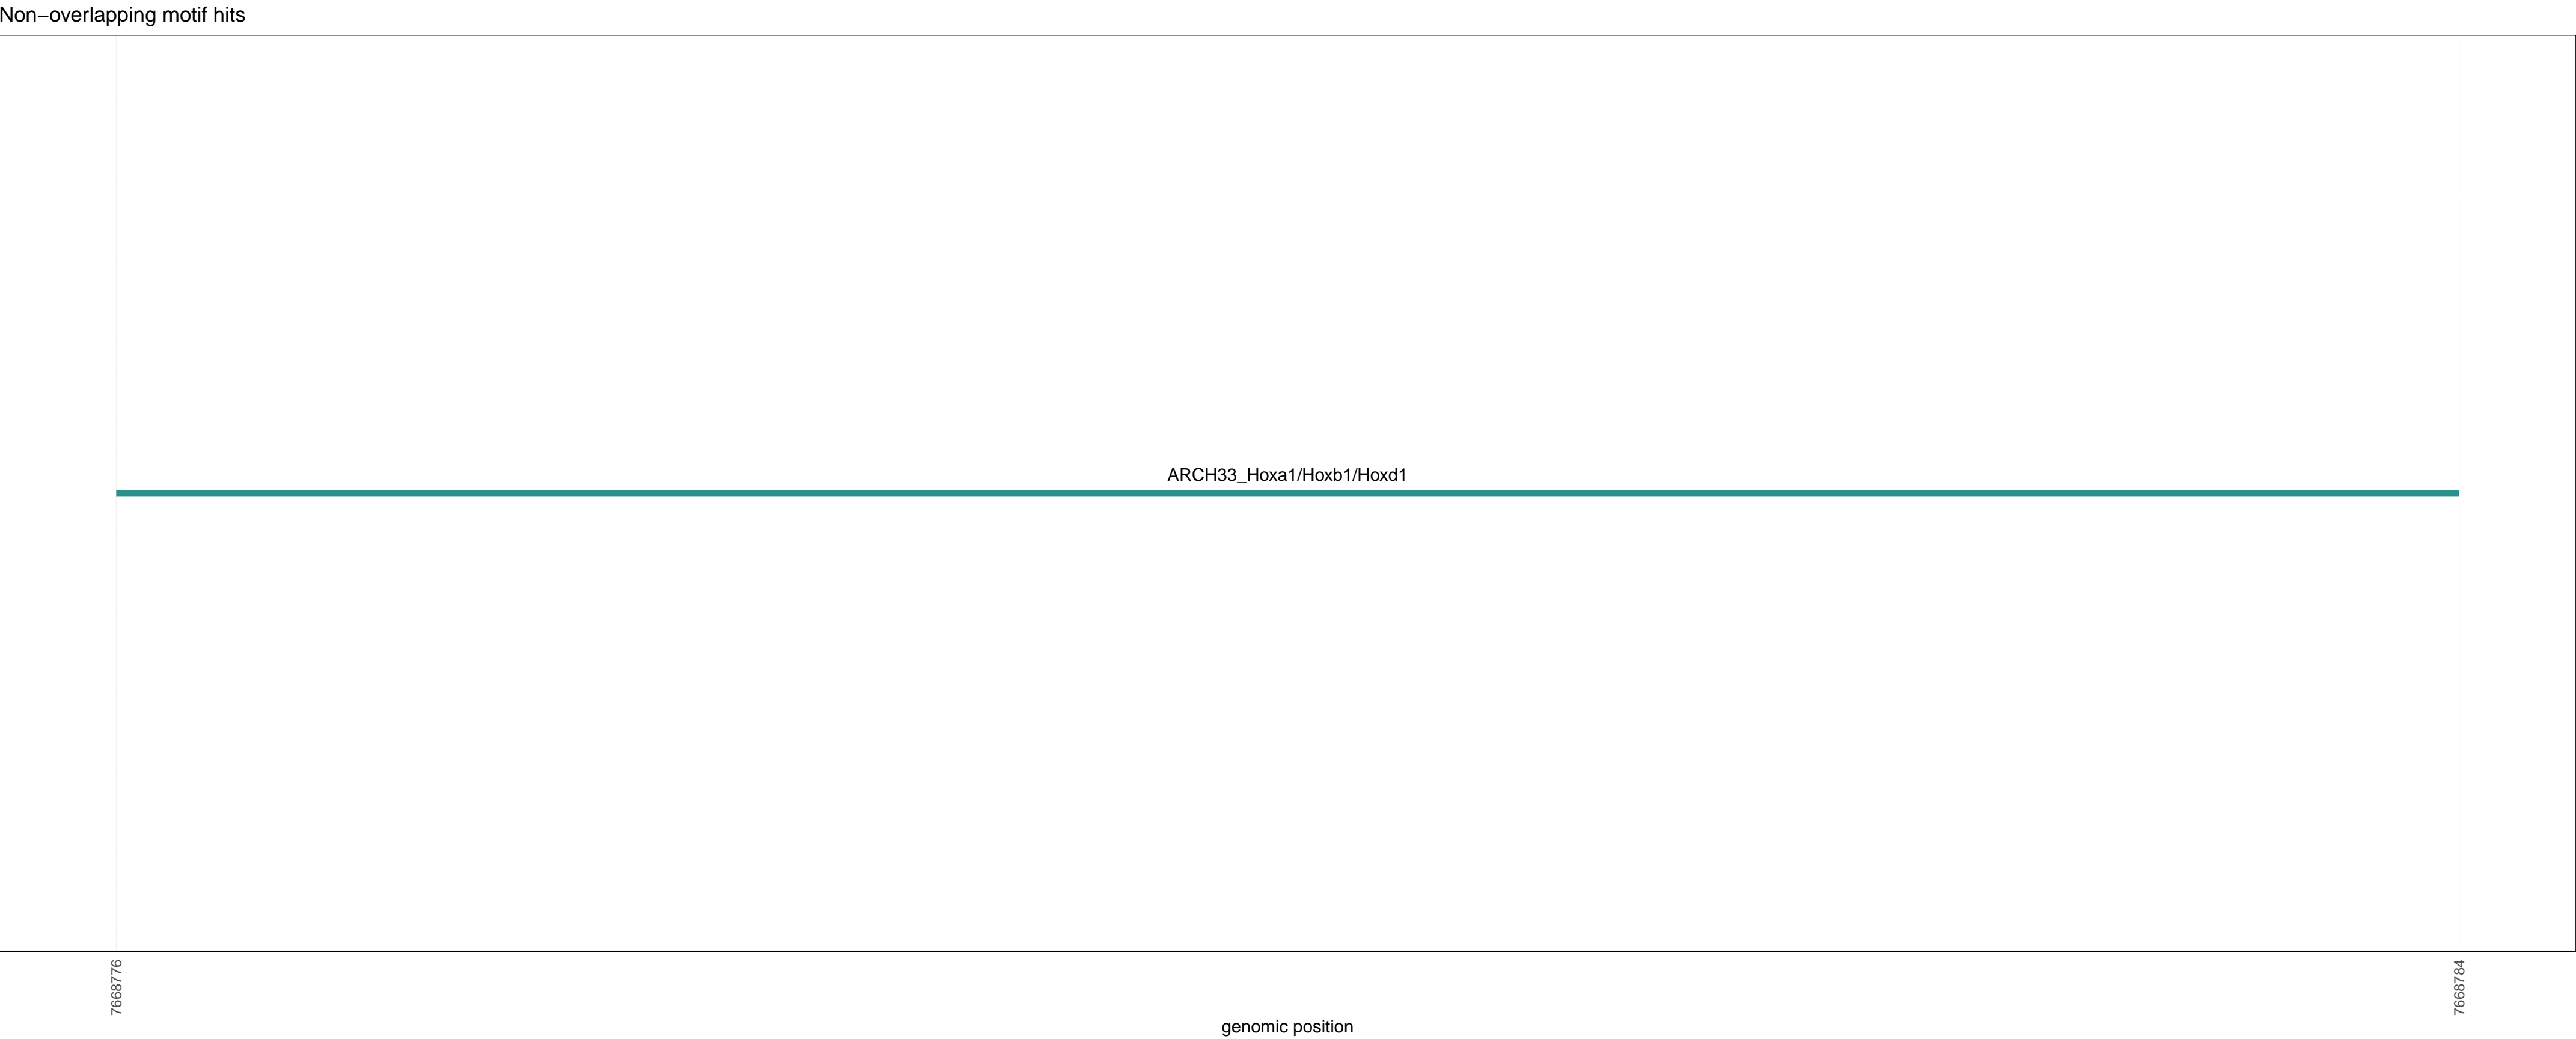 Non−overlapping motif hits
ARCH33_Hoxa1/Hoxb1/Hoxd1
7668776
7668784
genomic position